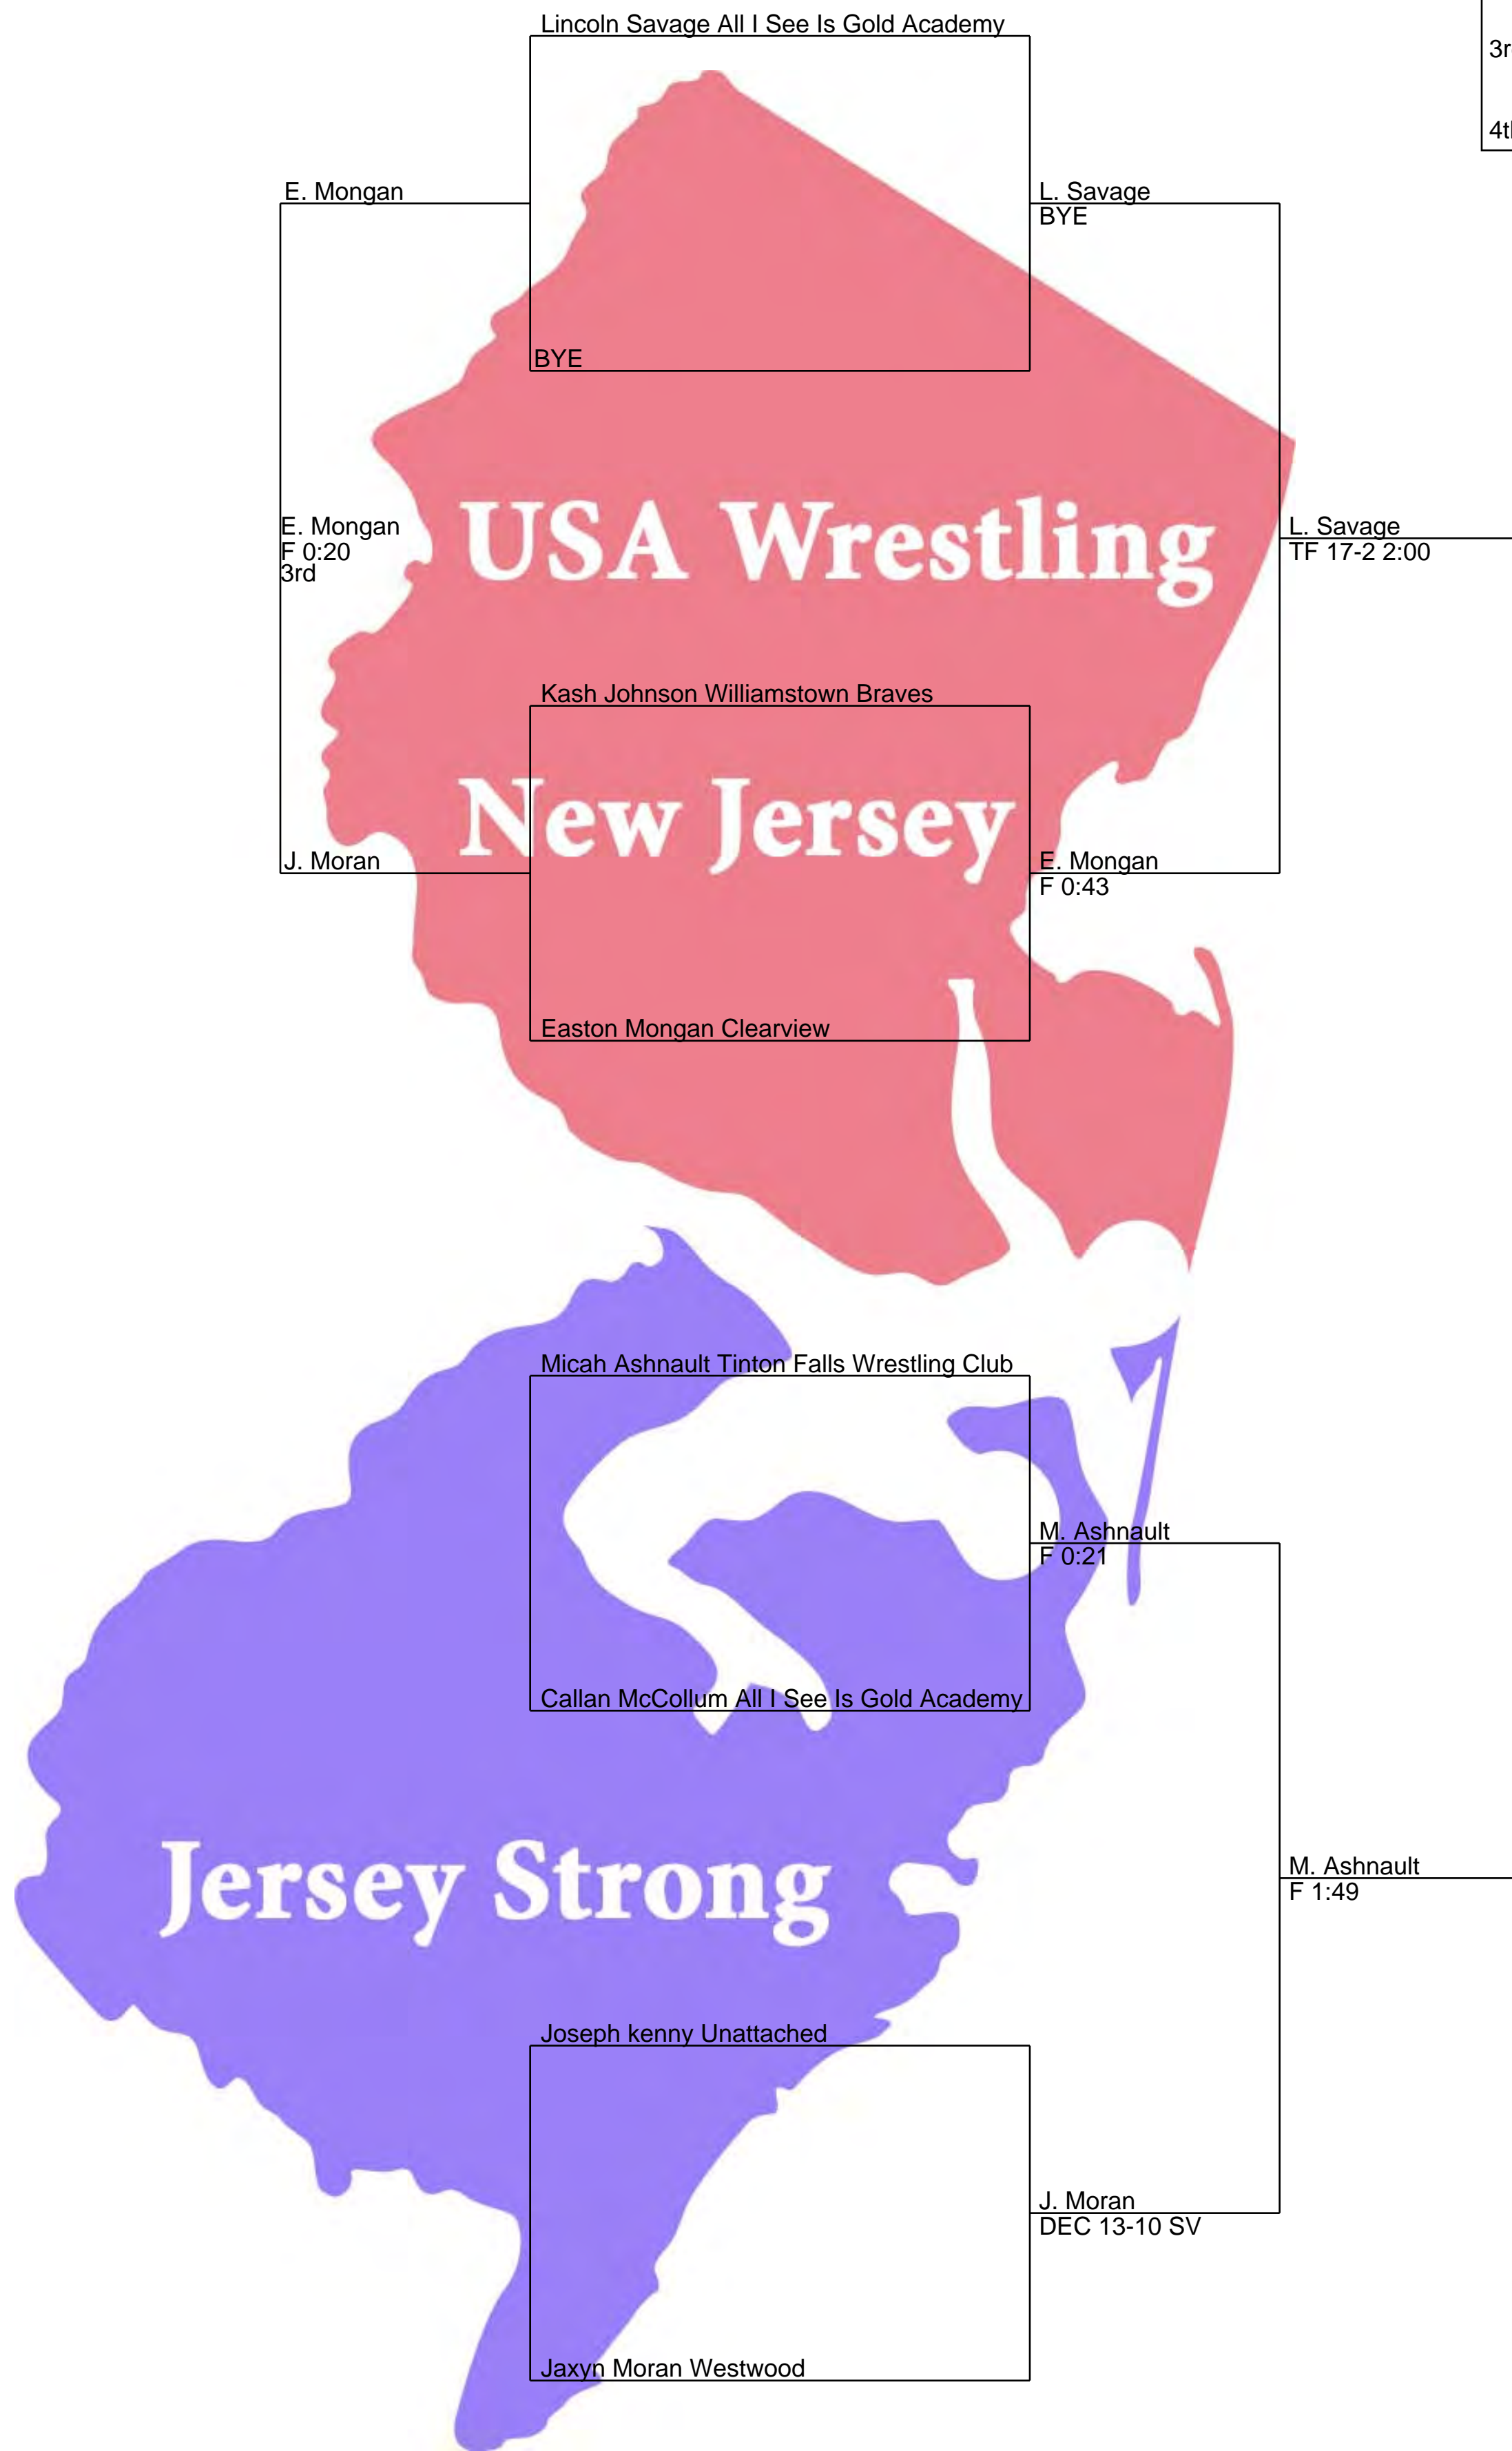 Lincoln Savage All I See Is Gold Academy
3r
4t
E. Mongan
L. Savage
BYE
BYE
USA Wrestling
E. Mongan
F 0:20
3rd
L. Savage
TF 17-2 2:00
Kash Johnson Williamstown Braves
New Jersey
J. Moran
E. Mongan
F 0:43
Easton Mongan Clearview
Micah Ashnault Tinton Falls Wrestling Club
M. Ashnault
F 0:21
Callan McCollum All I See Is Gold Academy
Jersey Strong
M. Ashnault
F 1:49
Joseph kenny Unattached
J. Moran
DEC 13-10 SV
Jaxyn Moran Westwood